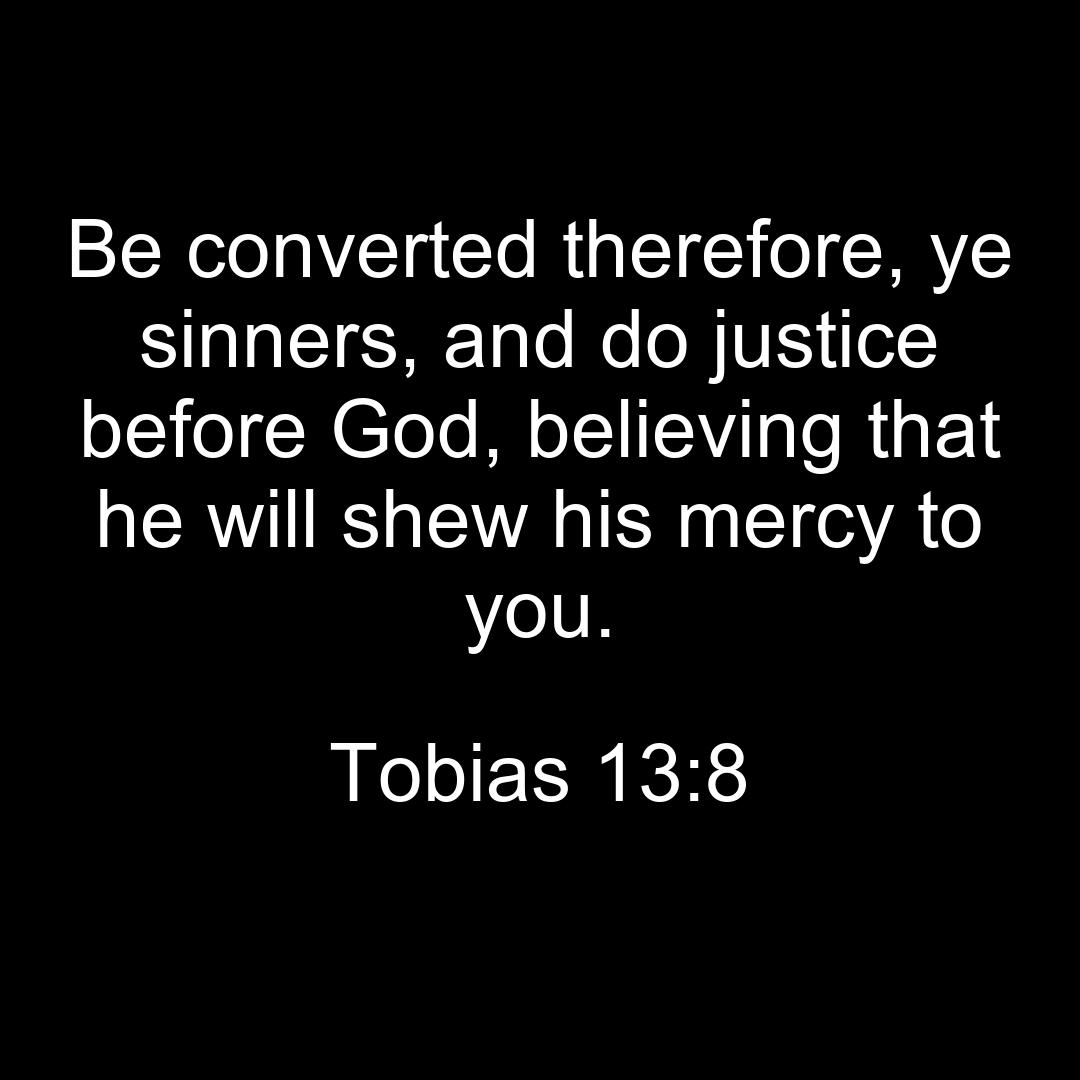 Be converted therefore, ye
sinners, and do justice
before God, believing that
he will shew his mercy to
you.
Tobias 13:8